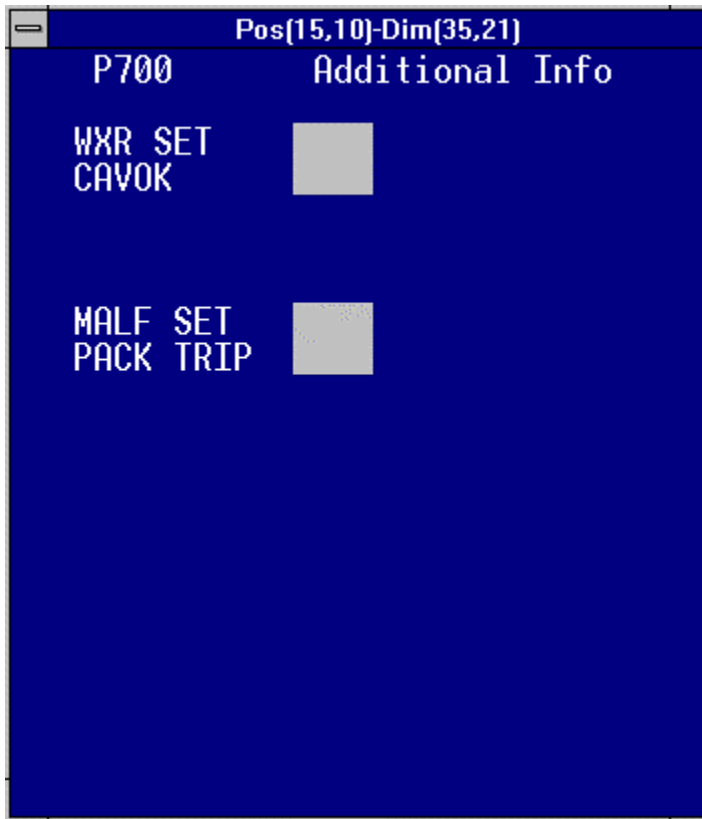 Pos(15,10)-Dim(35,21)
P700 Additional Info
WXR SET
CAVOK
MALF SET
PACK TRIP